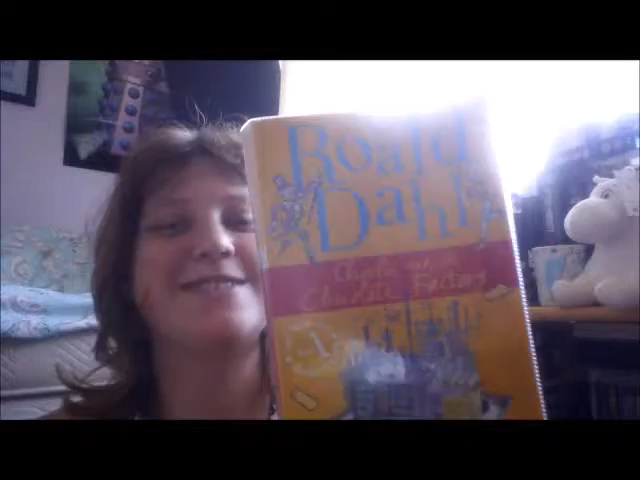 Roald
Dahl
Charlie and the
Chocolate Factory